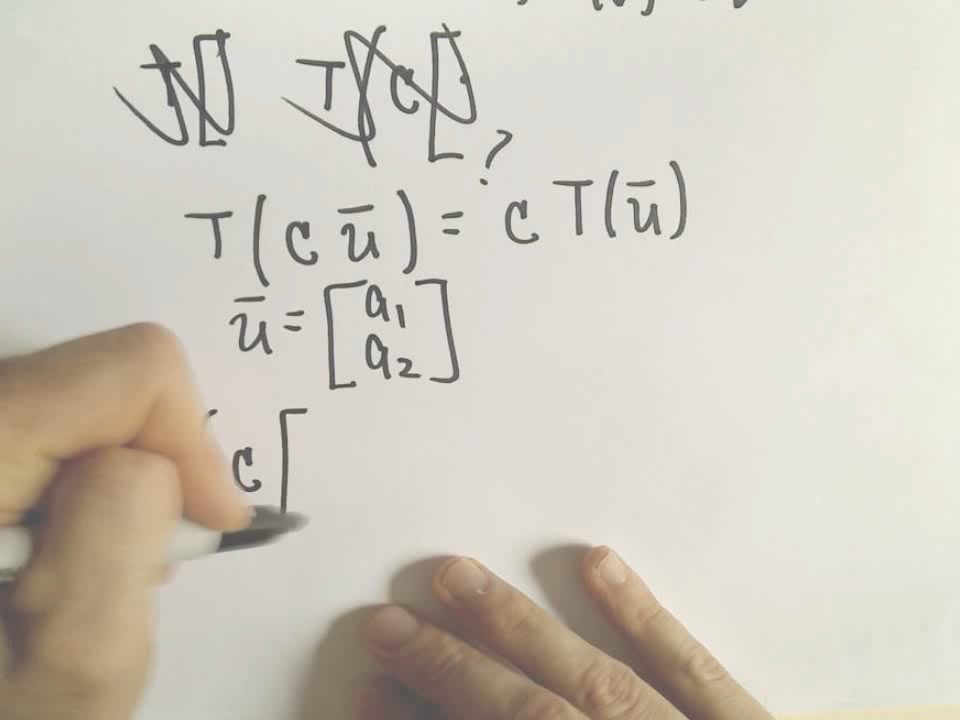 T ( c ū ) =? c T(ū)
ū = [ a₁
a₂ ]
( c [